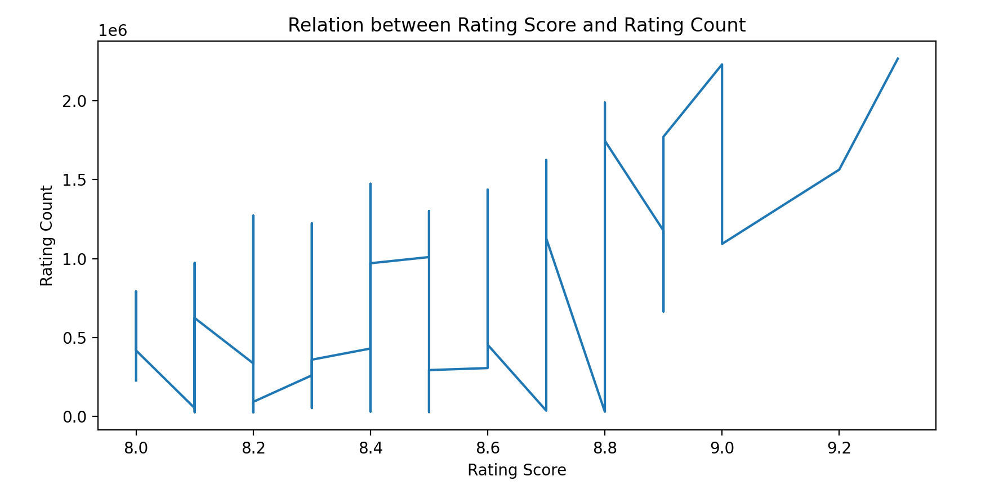 Relation between Rating Score and Rating Count
1e6
2.0
1.5
1.0
0.5
0.0
Rating Count
8.0 8.2 8.4 8.6 8.8 9.0 9.2
Rating Score